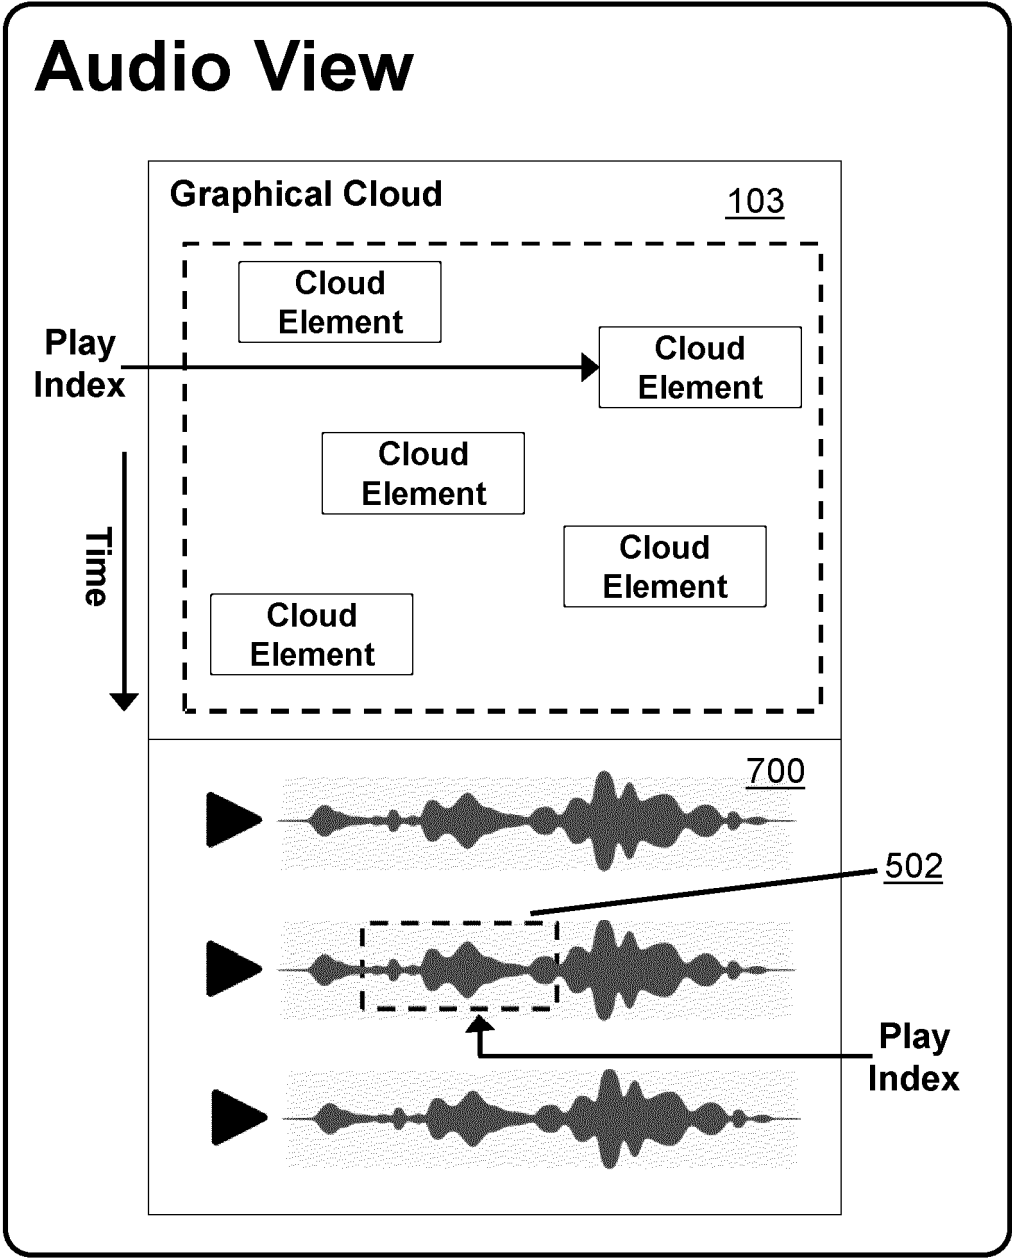 Audio View
Graphical Cloud
103
Cloud
Element
Play
Index
Cloud
Element
Cloud
Element
Time
Cloud
Element
Cloud
Element
700
502
Play
Index